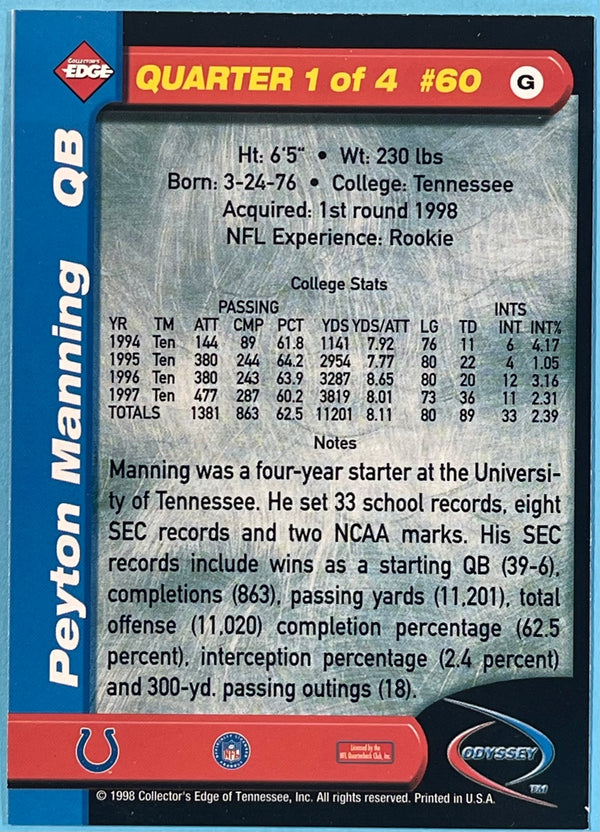 COLLECTOR'S
EDGE
QUARTER 1 of 4 #60
G
Peyton Manning QB
Ht: 6'5" • Wt: 230 lbs
Born: 3-24-76 • College: Tennessee
Acquired: 1st round 1998
NFL Experience: Rookie
College Stats
PASSING INTS
YR TM ATT CMP PCT YDS YDS/ATT LG TD INT INT%
1994 Ten 144 89 61.8 1141 7.92 76 11 6 4.17
1995 Ten 380 244 64.2 2954 7.77 80 22 4 1.05
1996 Ten 380 243 63.9 3287 8.65 80 20 12 3.16
1997 Ten 477 287 60.2 3819 8.01 73 36 11 2.31
TOTALS 1381 863 62.5 11201 8.11 80 89 33 2.39
Notes
Manning was a four-year starter at the Universi-
ty of Tennessee. He set 33 school records, eight
SEC records and two NCAA marks. His SEC
records include wins as a starting QB (39-6),
completions (863), passing yards (11,201), total
offense (11,020) completion percentage (62.5
percent), interception percentage (2.4 percent)
and 300-yd. passing outings (18).
NFL
Licensed by the
NFL Quarterback Club, Inc.
ODYSSEY
TM
© 1998 Collector's Edge of Tennessee, Inc. All rights reserved. Printed in U.S.A.